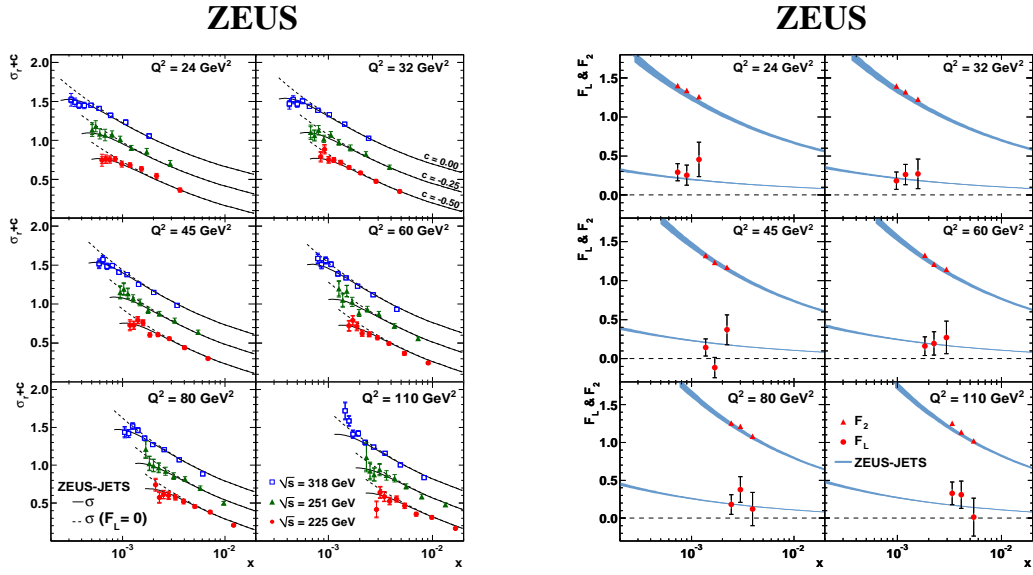 ZEUS
σr+c
Q² = 24 GeV²
Q² = 32 GeV²
2.0
1.5
1.0
0.5
c = 0.00
c = -0.25
c = -0.50
σr+c
Q² = 45 GeV²
Q² = 60 GeV²
2.0
1.5
1.0
0.5
σr+c
Q² = 80 GeV²
Q² = 110 GeV²
2.0
1.5
1.0
0.5
ZEUS-JETS
σ
σ (FL= 0)
√s = 318 GeV
√s = 251 GeV
√s = 225 GeV
10⁻³
10⁻²
10⁻³
10⁻²
x
x
ZEUS
FL & F2
Q² = 24 GeV²
Q² = 32 GeV²
1.5
1.0
0.5
0.0
FL & F2
Q² = 45 GeV²
Q² = 60 GeV²
1.5
1.0
0.5
0.0
FL & F2
Q² = 80 GeV²
Q² = 110 GeV²
1.5
1.0
0.5
0.0
F2
FL
ZEUS-JETS
10⁻³
10⁻²
10⁻³
10⁻²
x
x